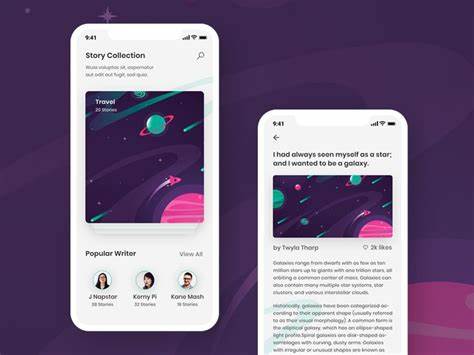 9:41
Story Collection
Wuia voluptas sit, aspernatur
aut odit aut fugit, sed quia.
Travel
20 Stories
Popular Writer
View All
J Napstar
Korny Pi
Kane Mash
38 Stories
32 Stories
18 Stories
9:41
I had always seen myself as a star;
and I wanted to be a galaxy.
by Twyla Tharp
2k likes
Galaxies range from dwarfs with as few as ten
million stars up to giants with one trillion stars, all
orbiting a common center of mass. Galaxies can
also contain many multiple star systems, star
clusters, and various interstellar clouds.
Historically, galaxies have been categorized ac-
cording to their apparent shape (usually referred
to as their visual morphology). A common form is
the elliptical galaxy, which has an ellipse-shaped
light profile. Spiral galaxies are disk-shaped as-
semblages with curving, dusty arms. Galaxies
with irregular or unusual shapes are known as